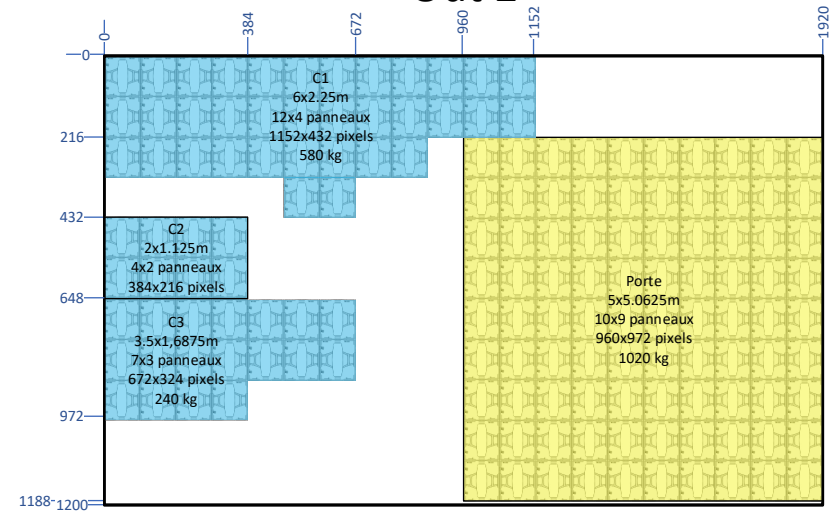 0
384
672
960
1152
1920
0
216
432
648
972
1188
1200
C1
6x2.25m
12x4 panneaux
1152x432 pixels
580 kg
C2
2x1.125m
4x2 panneaux
384x216 pixels
C3
3.5x1,6875m
7x3 panneaux
672x324 pixels
240 kg
Porte
5x5.0625m
10x9 panneaux
960x972 pixels
1020 kg